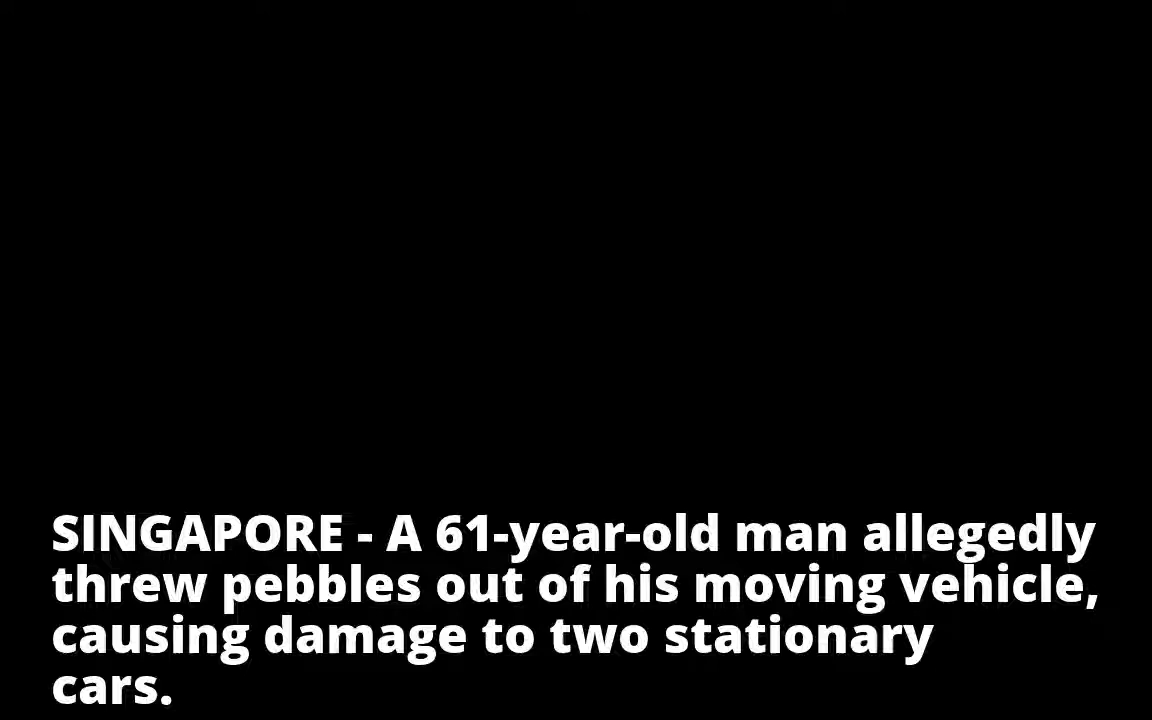 SINGAPORE - A 61-year-old man allegedly
threw pebbles out of his moving vehicle,
causing damage to two stationary
cars.